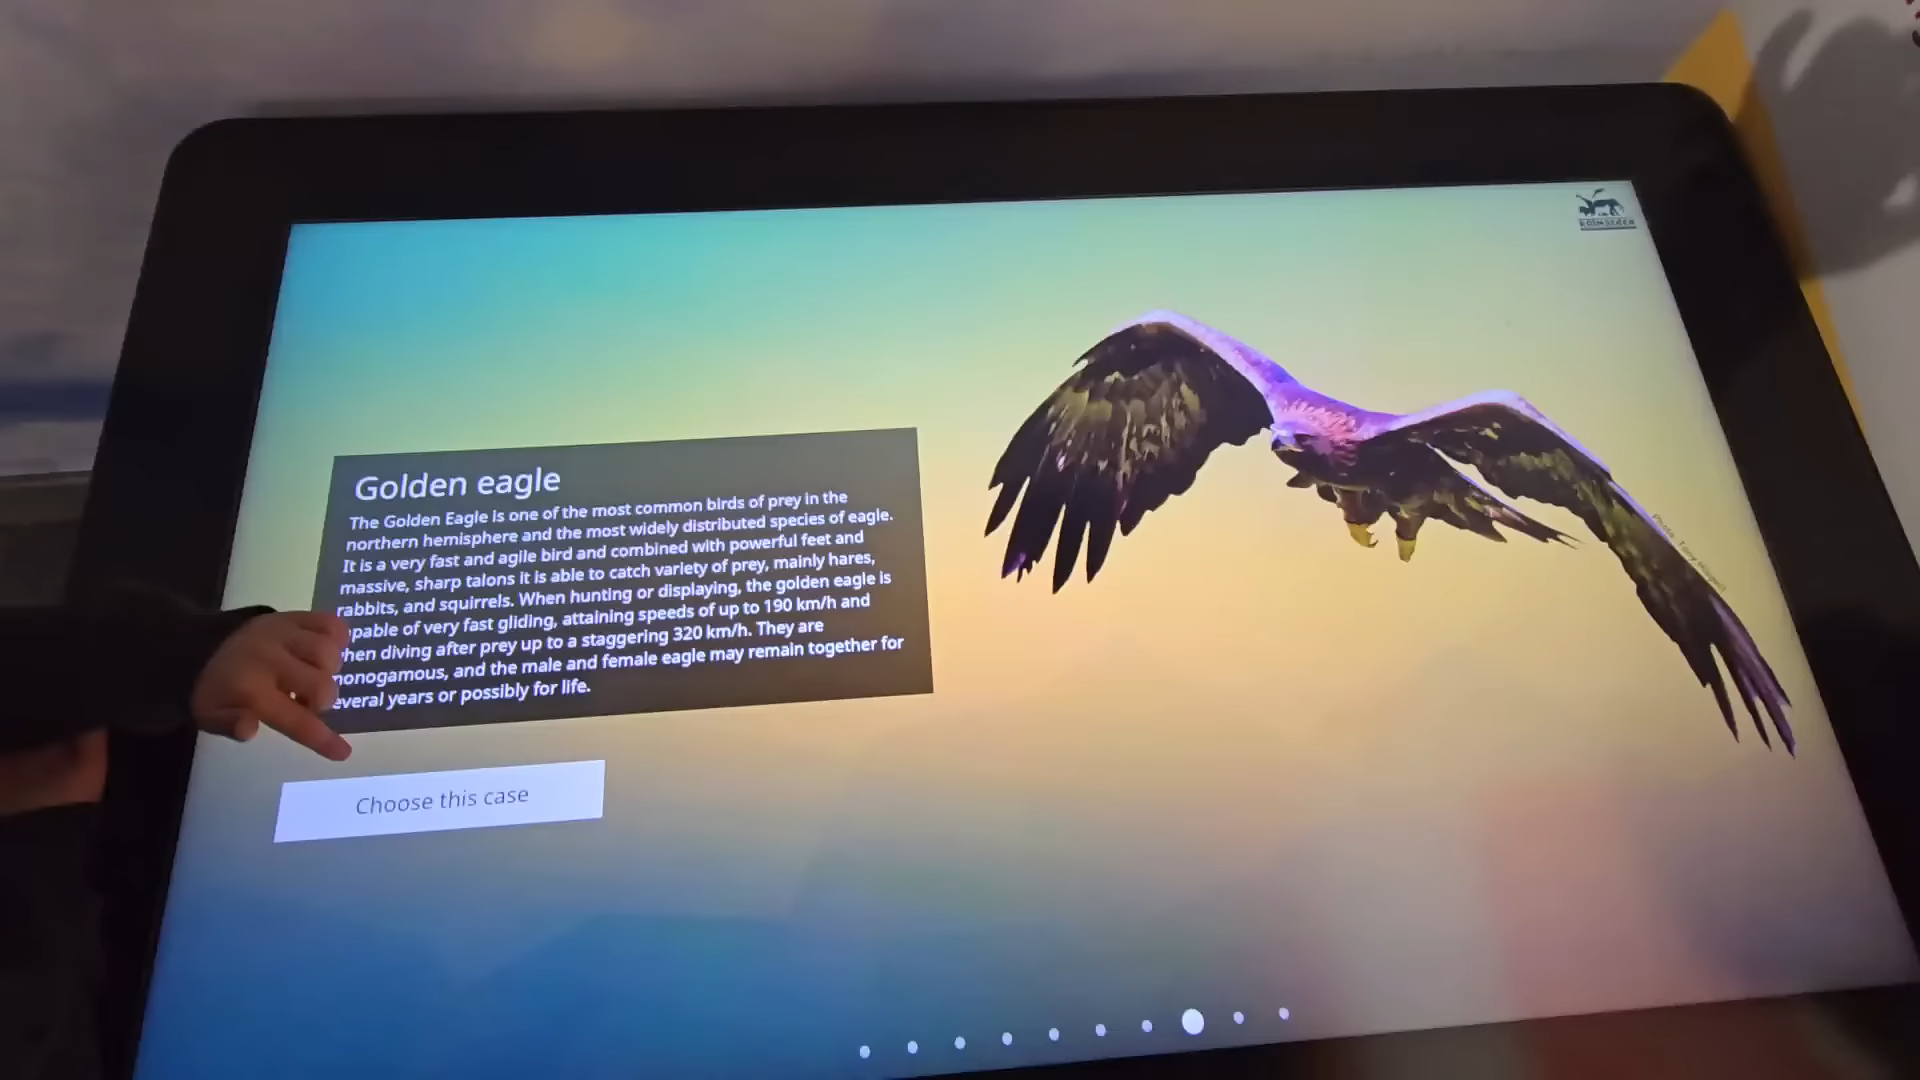 Golden eagle
The Golden Eagle is one of the most common birds of prey in the
northern hemisphere and the most widely distributed species of eagle.
It is a very fast and agile bird and combined with powerful feet and
massive, sharp talons it is able to catch variety of prey, mainly hares,
rabbits, and squirrels. When hunting or displaying, the golden eagle is
pable of very fast gliding, attaining speeds of up to 190 km/h and
hen diving after prey up to a staggering 320 km/h. They are
onogamous, and the male and female eagle may remain together for
everal years or possibly for life.
Choose this case